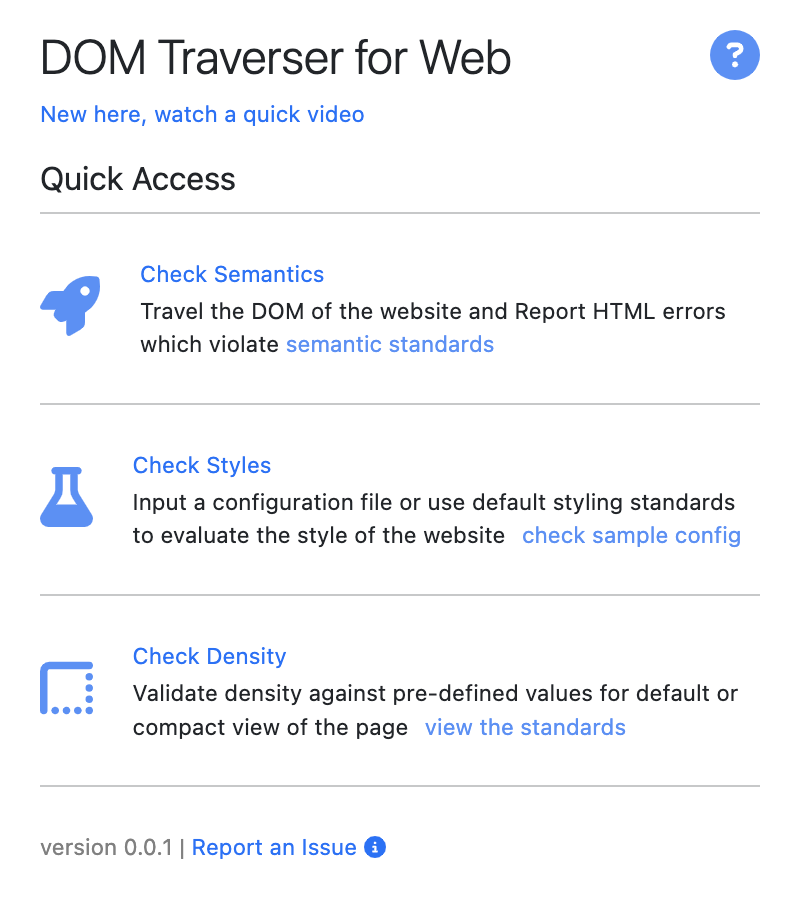 DOM Traverser for Web
?
New here, watch a quick video
Quick Access
Check Semantics
Travel the DOM of the website and Report HTML errors
which violate semantic standards
Check Styles
Input a configuration file or use default styling standards
to evaluate the style of the website check sample config
Check Density
Validate density against pre-defined values for default or
compact view of the page view the standards
version 0.0.1 | Report an Issue